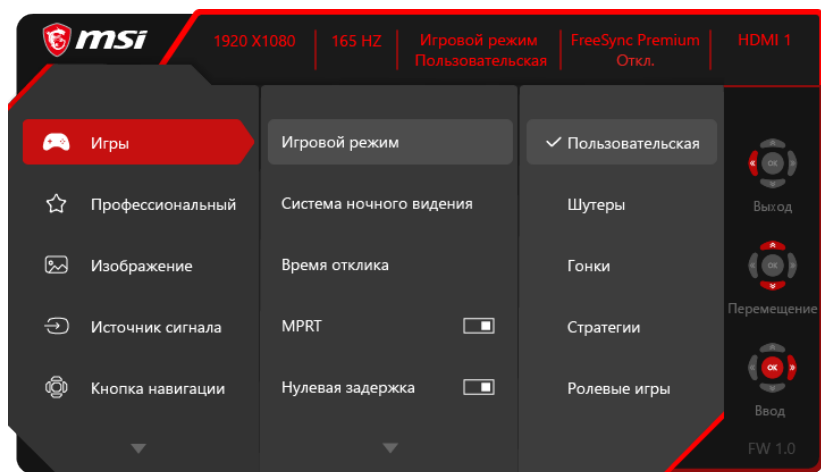 msi
1920 X1080
165 HZ
Игровой режим
Пользовательская
FreeSync Premium
Откл.
HDMI 1
Игры
Профессиональный
Изображение
Источник сигнала
Кнопка навигации
Игровой режим
Система ночного видения
Время отклика
MPRT
Нулевая задержка
Пользовательская
Шутеры
Гонки
Стратегии
Ролевые игры
OK
Выход
OK
Перемещение
OK
Ввод
FW 1.0